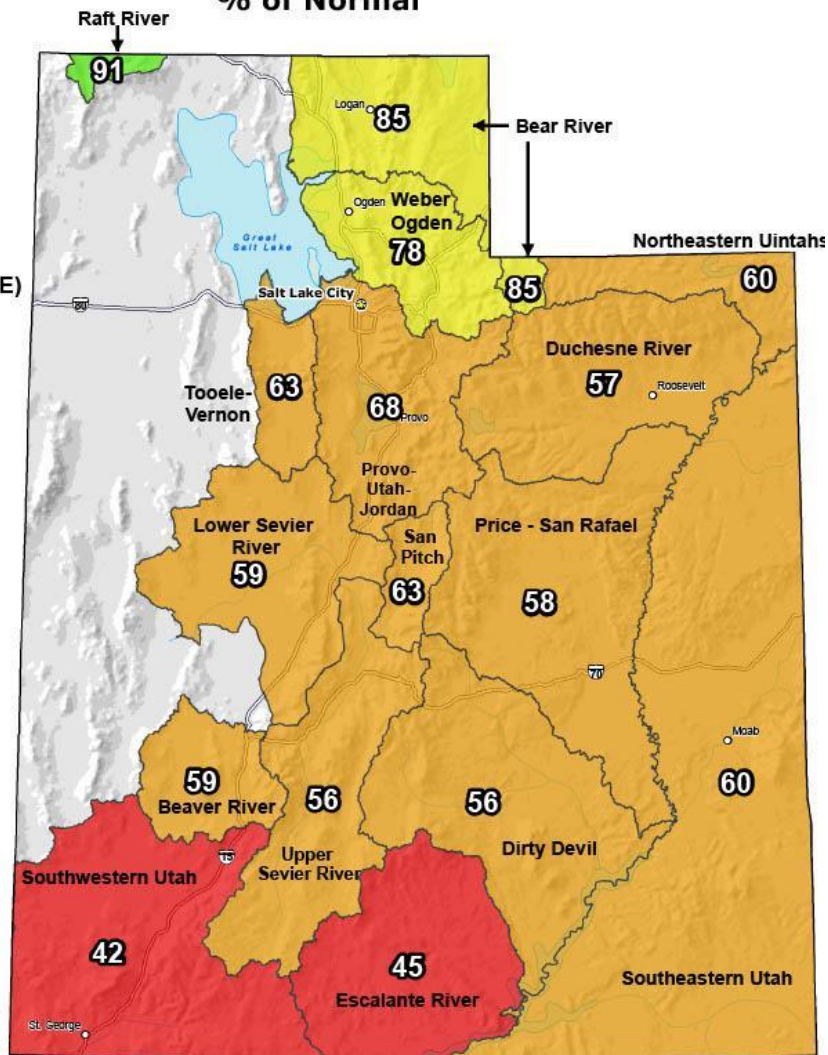 % of Normal
Raft River
91
Logan
85
Bear River
Ogden
Weber
Ogden
78
Great
Salt Lake
Northeastern Uintahs
E)
80
Salt Lake City
85
60
Duchesne River
57
Roosevelt
Tooele-
Vernon
63
68
Provo
Provo-
Utah-
Jordan
Lower Sevier
River
59
San
Pitch
63
Price - San Rafael
58
70
Moab
60
59
Beaver River
56
56
Upper
Sevier River
Dirty Devil
15
Southwestern Utah
42
45
Escalante River
Southeastern Utah
St. George